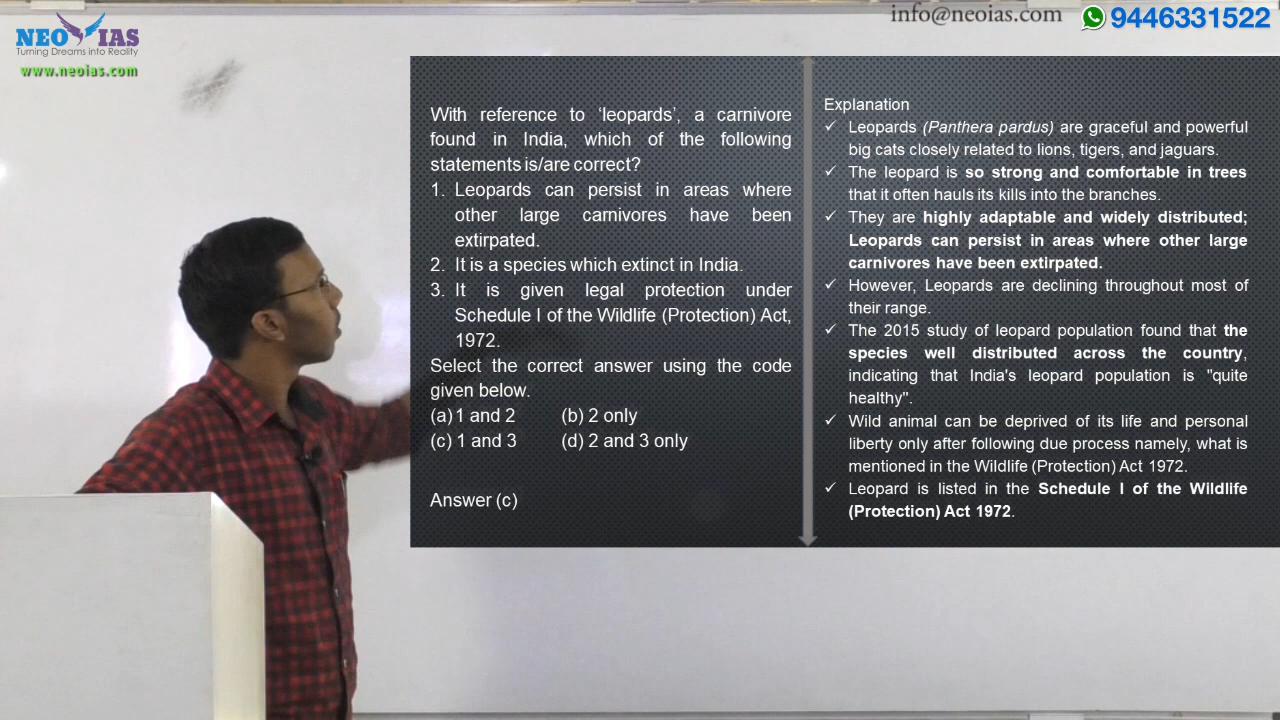 NEO IAS
Turning Dreams into Reality
www.neoias.com
info@neoias.com
9446331522
With reference to ‘leopards’, a carnivore
found in India, which of the following
statements is/are correct?
1. Leopards can persist in areas where
other large carnivores have been
extirpated.
2. It is a species which extinct in India.
3. It is given legal protection under
Schedule I of the Wildlife (Protection) Act,
1972.
Select the correct answer using the code
given below.
(a) 1 and 2 (b) 2 only
(c) 1 and 3 (d) 2 and 3 only
Answer (c)
Explanation
✓ Leopards (Panthera pardus) are graceful and powerful
big cats closely related to lions, tigers, and jaguars.
✓ The leopard is so strong and comfortable in trees
that it often hauls its kills into the branches.
✓ They are highly adaptable and widely distributed;
Leopards can persist in areas where other large
carnivores have been extirpated.
✓ However, Leopards are declining throughout most of
their range.
✓ The 2015 study of leopard population found that the
species well distributed across the country,
indicating that India's leopard population is "quite
healthy".
✓ Wild animal can be deprived of its life and personal
liberty only after following due process namely, what is
mentioned in the Wildlife (Protection) Act 1972.
✓ Leopard is listed in the Schedule I of the Wildlife
(Protection) Act 1972.